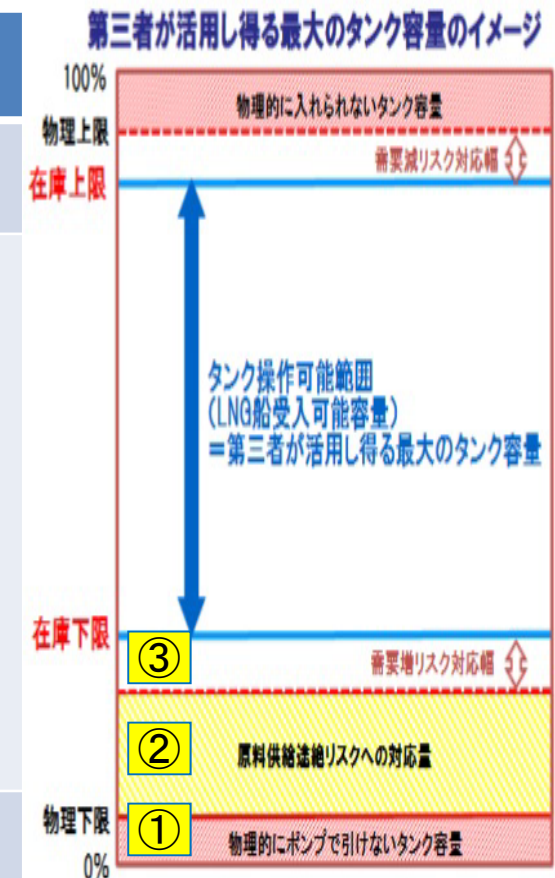 第三者が活用し得る最大のタンク容量のイメージ
100%
物理的に入れられないタンク容量
物理上限
需要減リスク対応幅
在庫上限
タンク操作可能範囲
(LNG船受入可能容量)
＝第三者が活用し得る最大のタンク容量
在庫下限
③
需要増リスク対応幅
②
原料供給途絶リスクへの対応量
物理下限
①
物理的にポンプで引けないタンク容量
0%